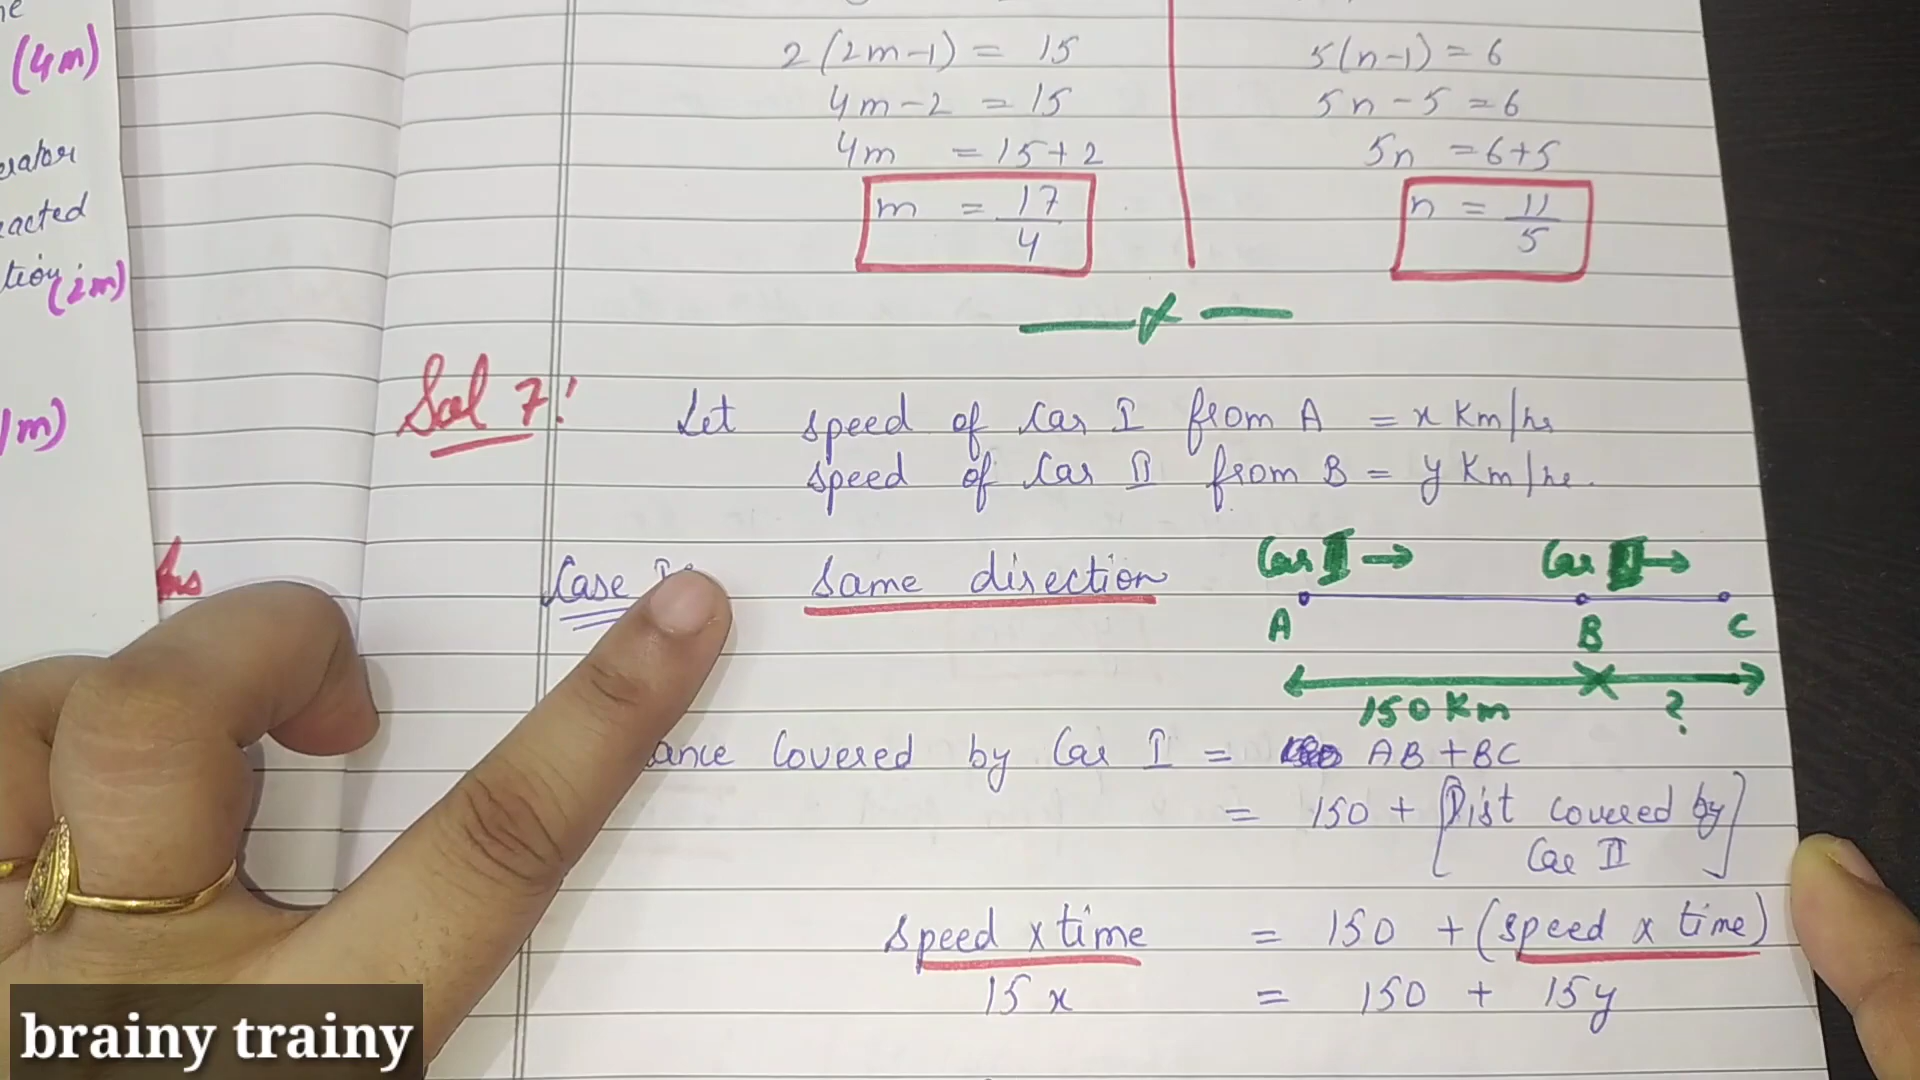 (4m)
acted
(2m)
2(2m-1) = 15
4m-2 = 15
4m = 15+2
m = 17/4
5(n-1) = 6
5n-5 = 6
5n = 6+5
n = 11/5
Sol 7:
Let speed of Car I from A = x Km/hr
speed of Car II from B = y Km/hr.
Case
same direction
Car I → Car II →
A B C
150 Km ?
ance Covered by Car I = AB + BC
= 150 + [Dist covered by
Car II]
speed x time = 150 + (speed x time)
15x = 150 + 15y
brainy trainy